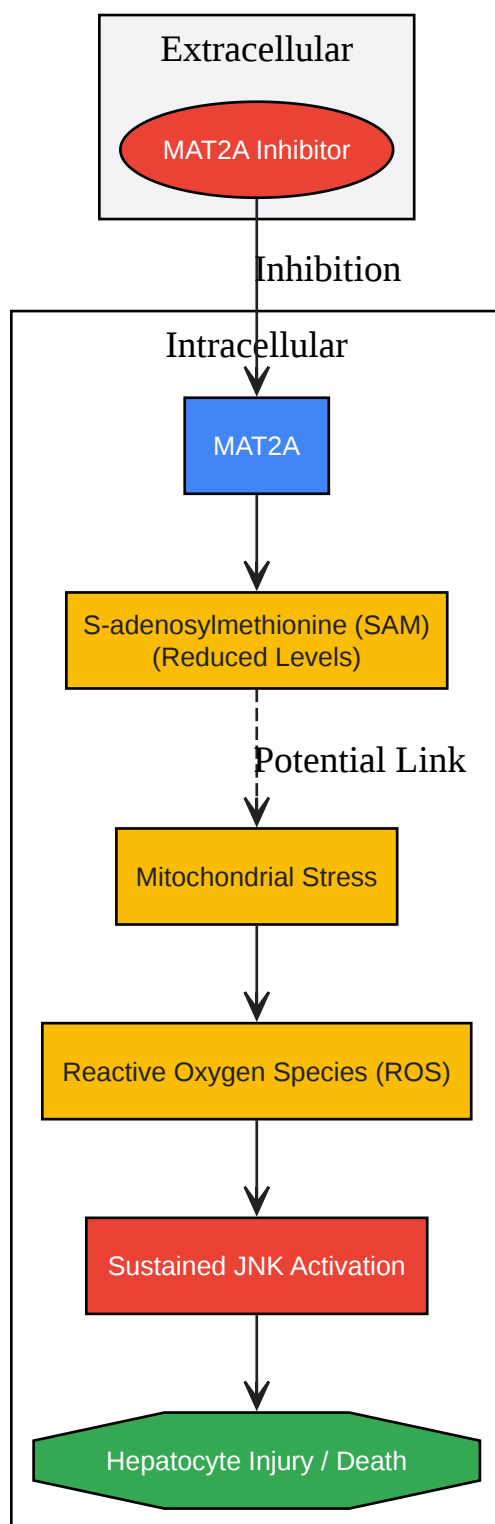 Extracellular
MAT2A Inhibitor
Inhibition
Intracellular
MAT2A
S-adenosylmethionine (SAM)
(Reduced Levels)
Potential Link
Mitochondrial Stress
Reactive Oxygen Species (ROS)
Sustained JNK Activation
Hepatocyte Injury / Death